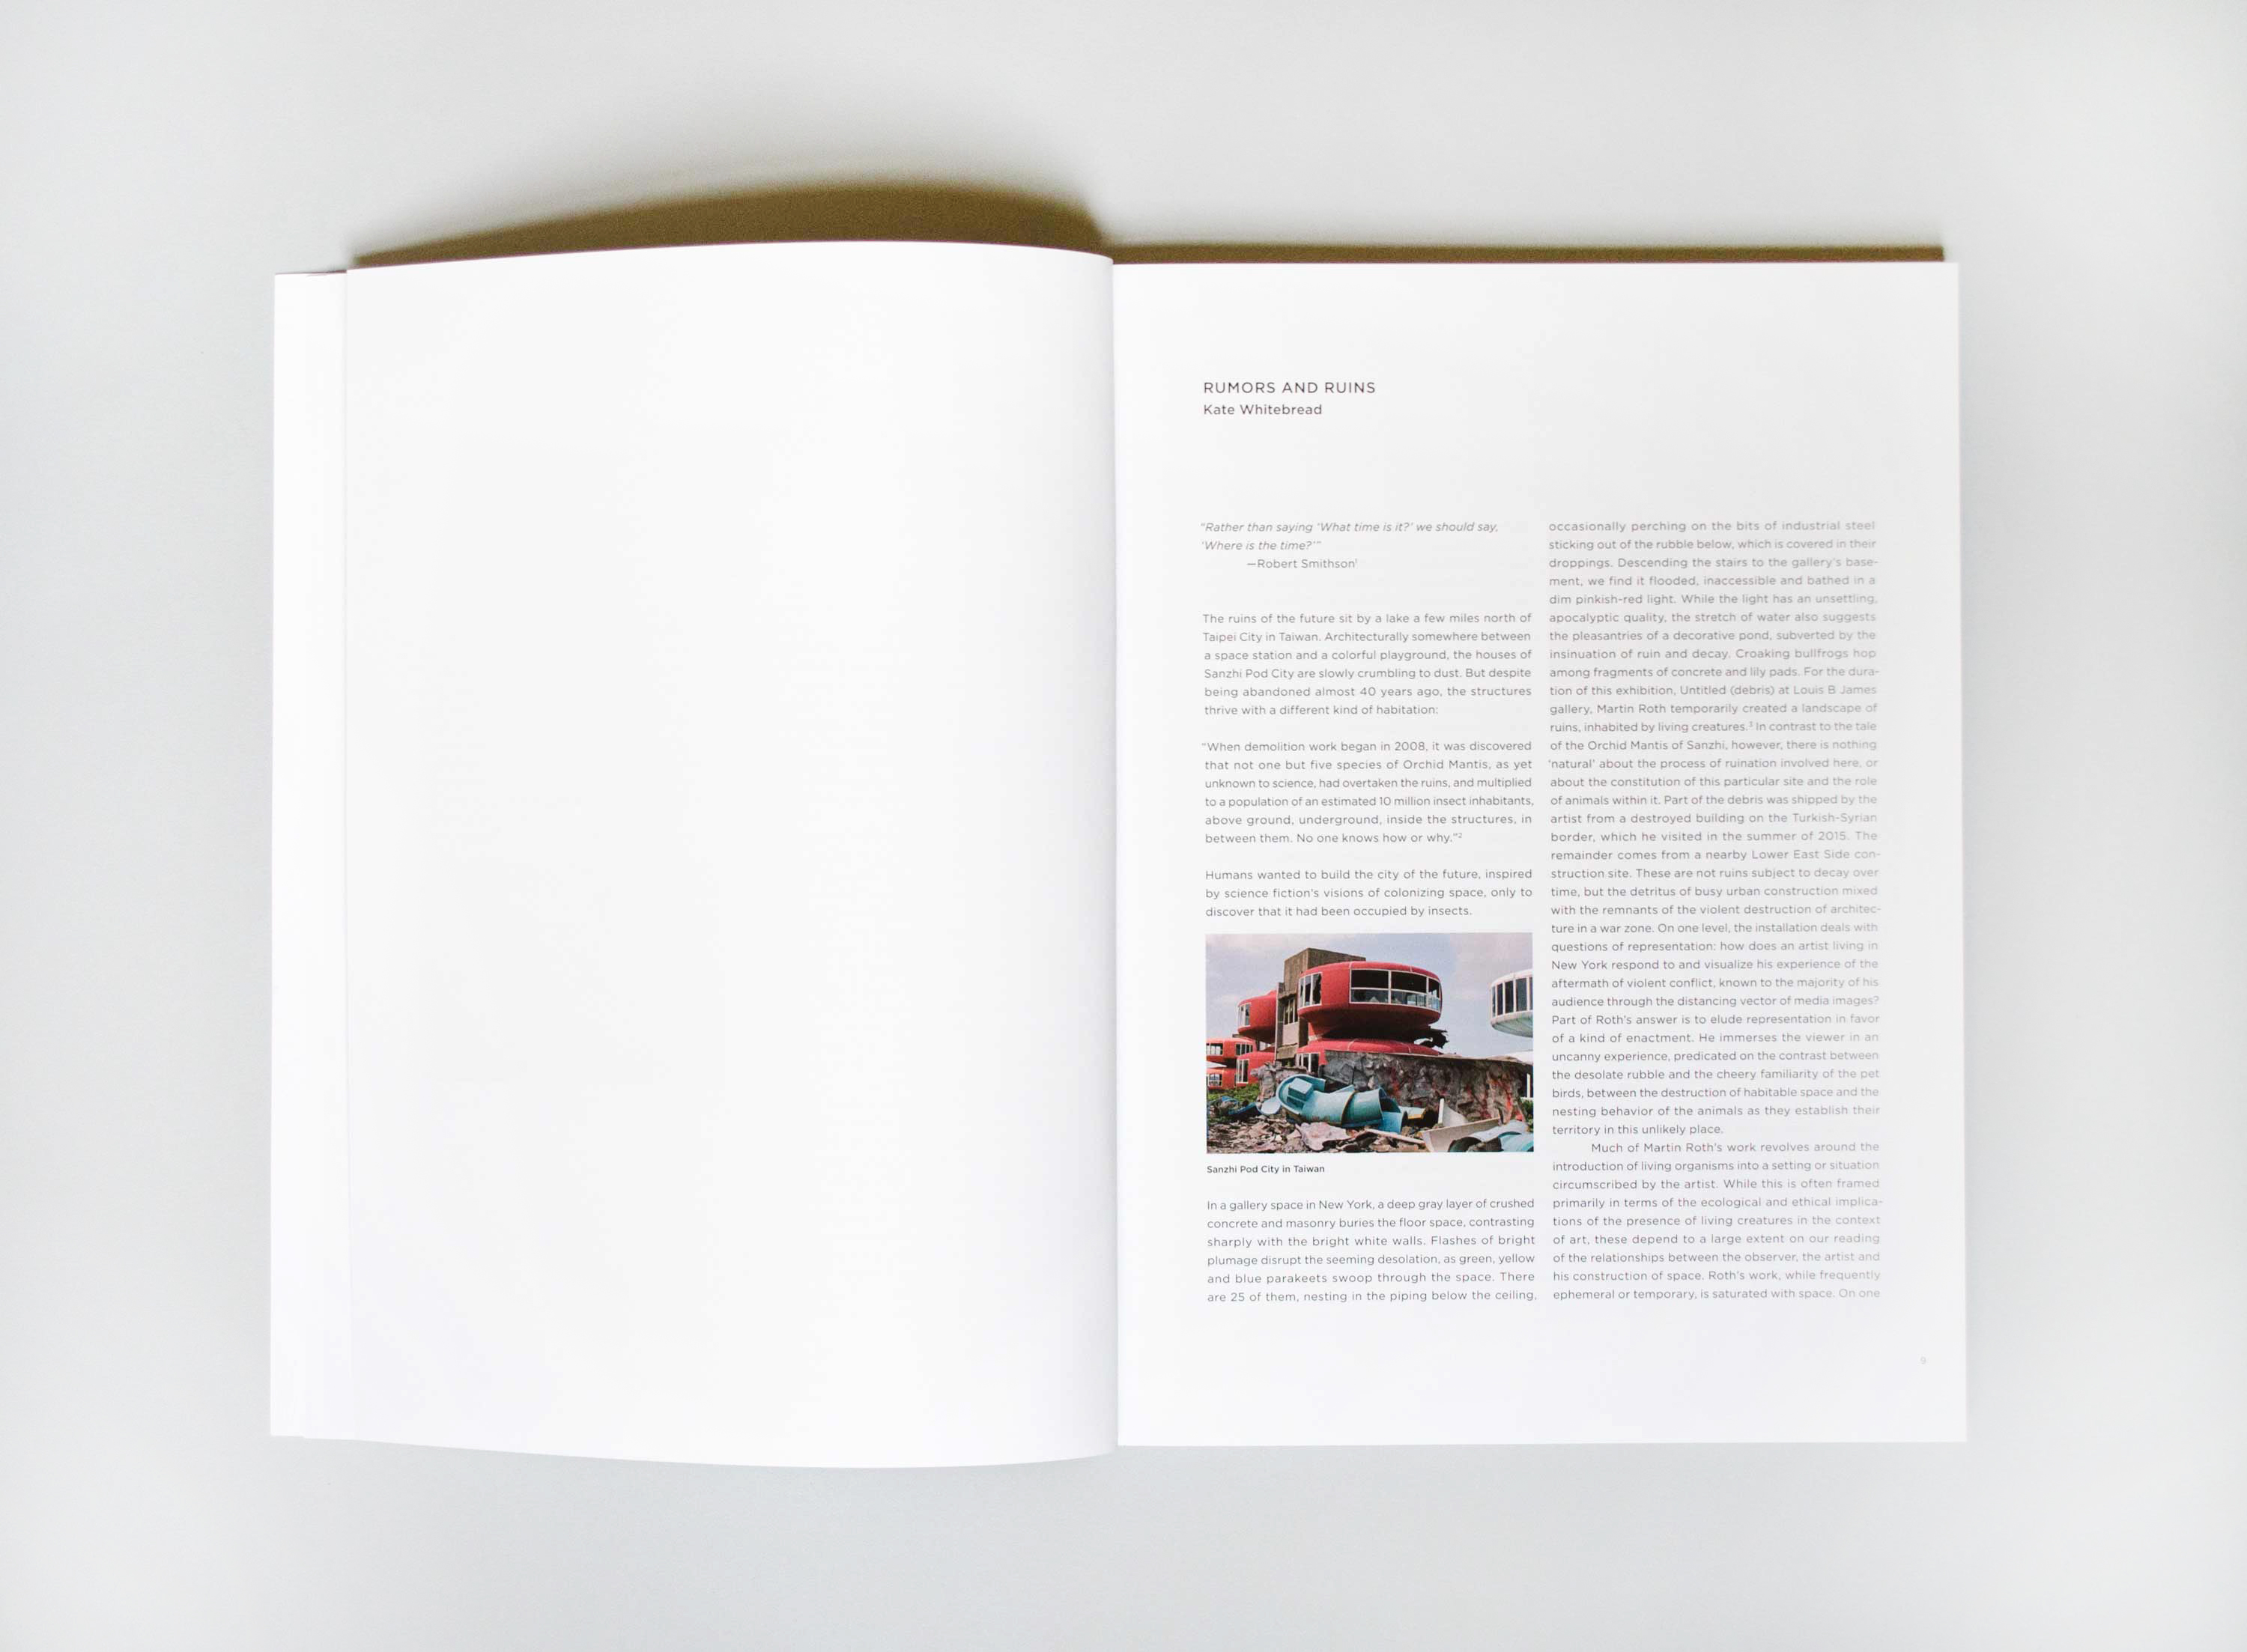 RUMORS AND RUINS
Kate Whitebread
“Rather than saying ‘What time is it?’ we should say,
‘Where is the time?’”
—Robert Smithson¹
The ruins of the future sit by a lake a few miles north of
Taipei City in Taiwan. Architecturally somewhere between
a space station and a colorful playground, the houses of
Sanzhi Pod City are slowly crumbling to dust. But despite
being abandoned almost 40 years ago, the structures
thrive with a different kind of habitation:
“When demolition work began in 2008, it was discovered
that not one but five species of Orchid Mantis, as yet
unknown to science, had overtaken the ruins, and multiplied
to a population of an estimated 10 million insect inhabitants,
above ground, underground, inside the structures, in
between them. No one knows how or why.”²
Humans wanted to build the city of the future, inspired
by science fiction’s visions of colonizing space, only to
discover that it had been occupied by insects.
Sanzhi Pod City in Taiwan
In a gallery space in New York, a deep gray layer of crushed
concrete and masonry buries the floor space, contrasting
sharply with the bright white walls. Flashes of bright
plumage disrupt the seeming desolation, as green, yellow
and blue parakeets swoop through the space. There
are 25 of them, nesting in the piping below the ceiling,
occasionally perching on the bits of industrial steel
sticking out of the rubble below, which is covered in their
droppings. Descending the stairs to the gallery’s base-
ment, we find it flooded, inaccessible and bathed in a
dim pinkish-red light. While the light has an unsettling,
apocalyptic quality, the stretch of water also suggests
the pleasantries of a decorative pond, subverted by the
insinuation of ruin and decay. Croaking bullfrogs hop
among fragments of concrete and lily pads. For the dura-
tion of this exhibition, Untitled (debris) at Louis B James
gallery, Martin Roth temporarily created a landscape of
ruins, inhabited by living creatures.³ In contrast to the tale
of the Orchid Mantis of Sanzhi, however, there is nothing
‘natural’ about the process of ruination involved here, or
about the constitution of this particular site and the role
of animals within it. Part of the debris was shipped by the
artist from a destroyed building on the Turkish-Syrian
border, which he visited in the summer of 2015. The
remainder comes from a nearby Lower East Side con-
struction site. These are not ruins subject to decay over
time, but the detritus of busy urban construction mixed
with the remnants of the violent destruction of architec-
ture in a war zone. On one level, the installation deals with
questions of representation: how does an artist living in
New York respond to and visualize his experience of the
aftermath of violent conflict, known to the majority of his
audience through the distancing vector of media images?
Part of Roth’s answer is to elude representation in favor
of a kind of enactment. He immerses the viewer in an
uncanny experience, predicated on the contrast between
the desolate rubble and the cheery familiarity of the pet
birds, between the destruction of habitable space and the
nesting behavior of the animals as they establish their
territory in this unlikely place.
Much of Martin Roth’s work revolves around the
introduction of living organisms into a setting or situation
circumscribed by the artist. While this is often framed
primarily in terms of the ecological and ethical implica-
tions of the presence of living creatures in the context
of art, these depend to a large extent on our reading
of the relationships between the observer, the artist and
his construction of space. Roth’s work, while frequently
ephemeral or temporary, is saturated with space. On one
9